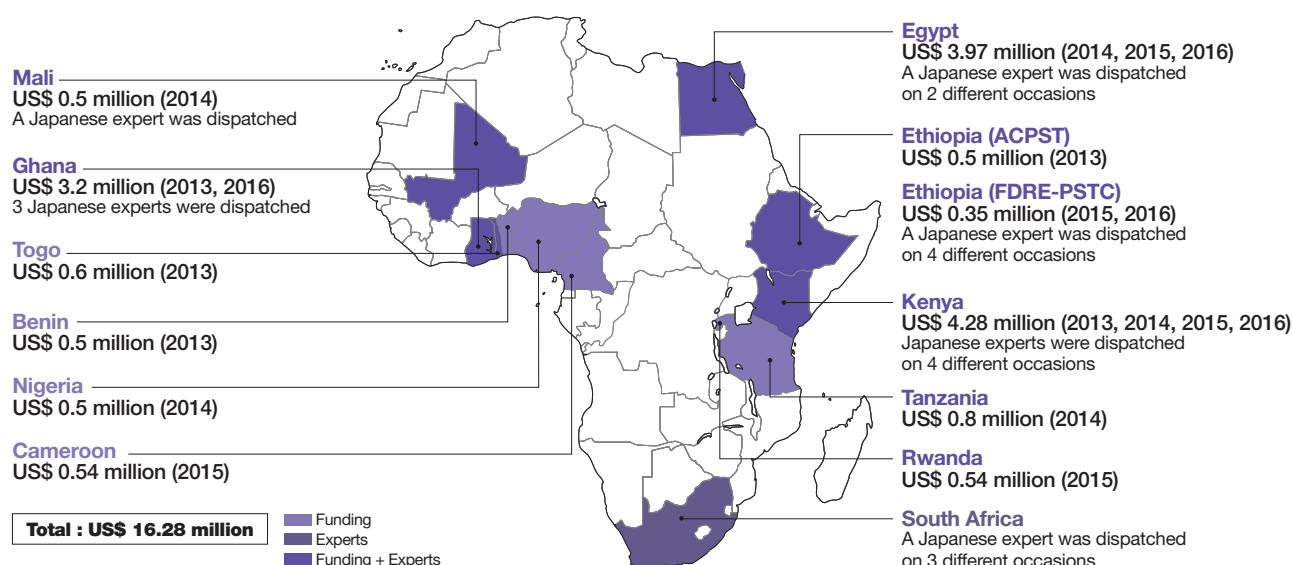 Mali
US$ 0.5 million (2014)
A Japanese expert was dispatched
Ghana
US$ 3.2 million (2013, 2016)
3 Japanese experts were dispatched
Togo
US$ 0.6 million (2013)
Benin
US$ 0.5 million (2013)
Nigeria
US$ 0.5 million (2014)
Cameroon
US$ 0.54 million (2015)
Total : US$ 16.28 million
Funding
Experts
Funding + Experts
Egypt
US$ 3.97 million (2014, 2015, 2016)
A Japanese expert was dispatched
on 2 different occasions
Ethiopia (ACPST)
US$ 0.5 million (2013)
Ethiopia (FDRE-PSTC)
US$ 0.35 million (2015, 2016)
A Japanese expert was dispatched
on 4 different occasions
Kenya
US$ 4.28 million (2013, 2014, 2015, 2016)
Japanese experts were dispatched
on 4 different occasions
Tanzania
US$ 0.8 million (2014)
Rwanda
US$ 0.54 million (2015)
South Africa
A Japanese expert was dispatched
on 3 different occasions